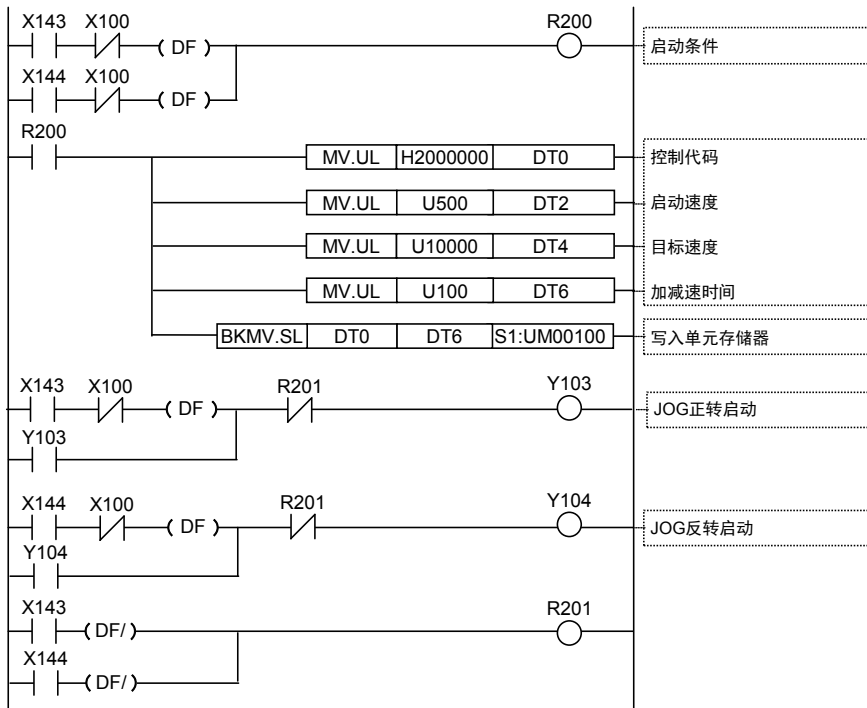 X143 X100 R200
( DF ) 启动条件
X144 X100
( DF )
R200
MV.UL H2000000 DT0 控制代码
MV.UL U500 DT2 启动速度
MV.UL U10000 DT4 目标速度
MV.UL U100 DT6 加减速时间
BKMV.SL DT0 DT6 S1:UM00100 写入单元存储器
X143 X100 R201 Y103
( DF ) JOG正转启动
Y103
X144 X100 R201 Y104
( DF ) JOG反转启动
Y104
X143 R201
( DF/ )
X144
( DF/ )